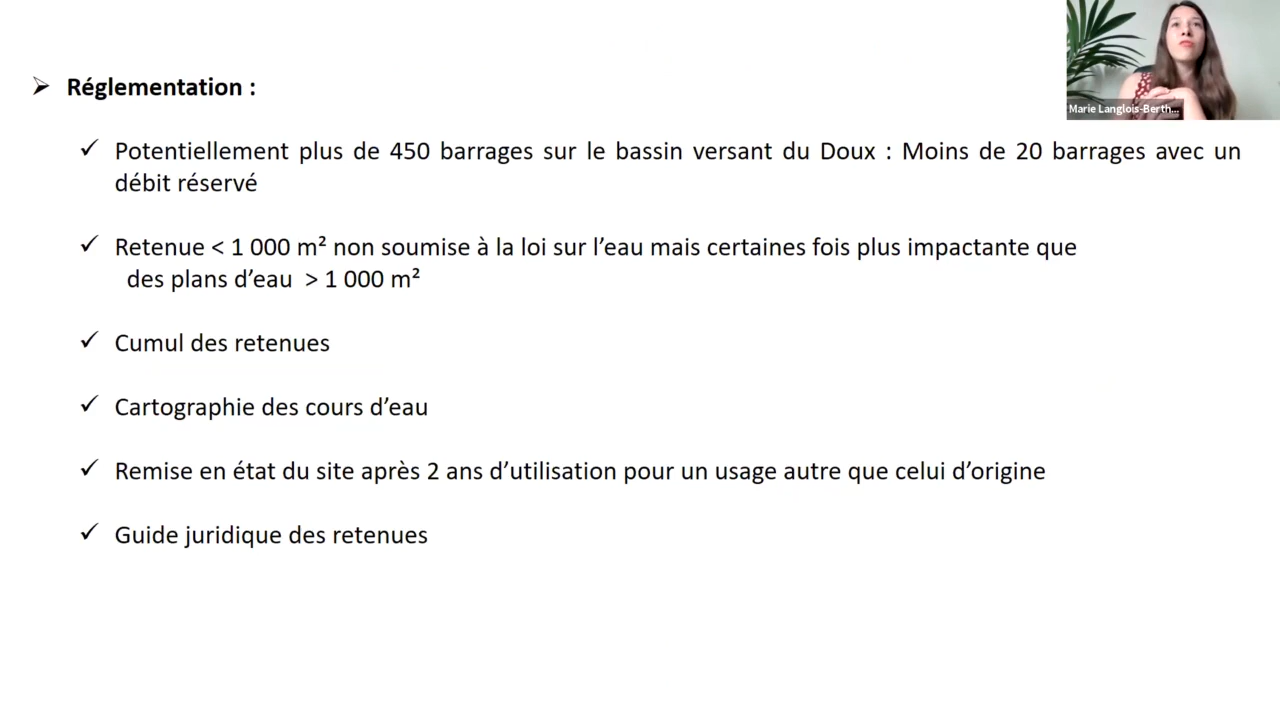 Réglementation :
Marie Langlois-Berth...
Potentiellement plus de 450 barrages sur le bassin versant du Doux : Moins de 20 barrages avec un
débit réservé
Retenue < 1 000 m² non soumise à la loi sur l’eau mais certaines fois plus impactante que
des plans d’eau > 1 000 m²
Cumul des retenues
Cartographie des cours d’eau
Remise en état du site après 2 ans d’utilisation pour un usage autre que celui d’origine
Guide juridique des retenues